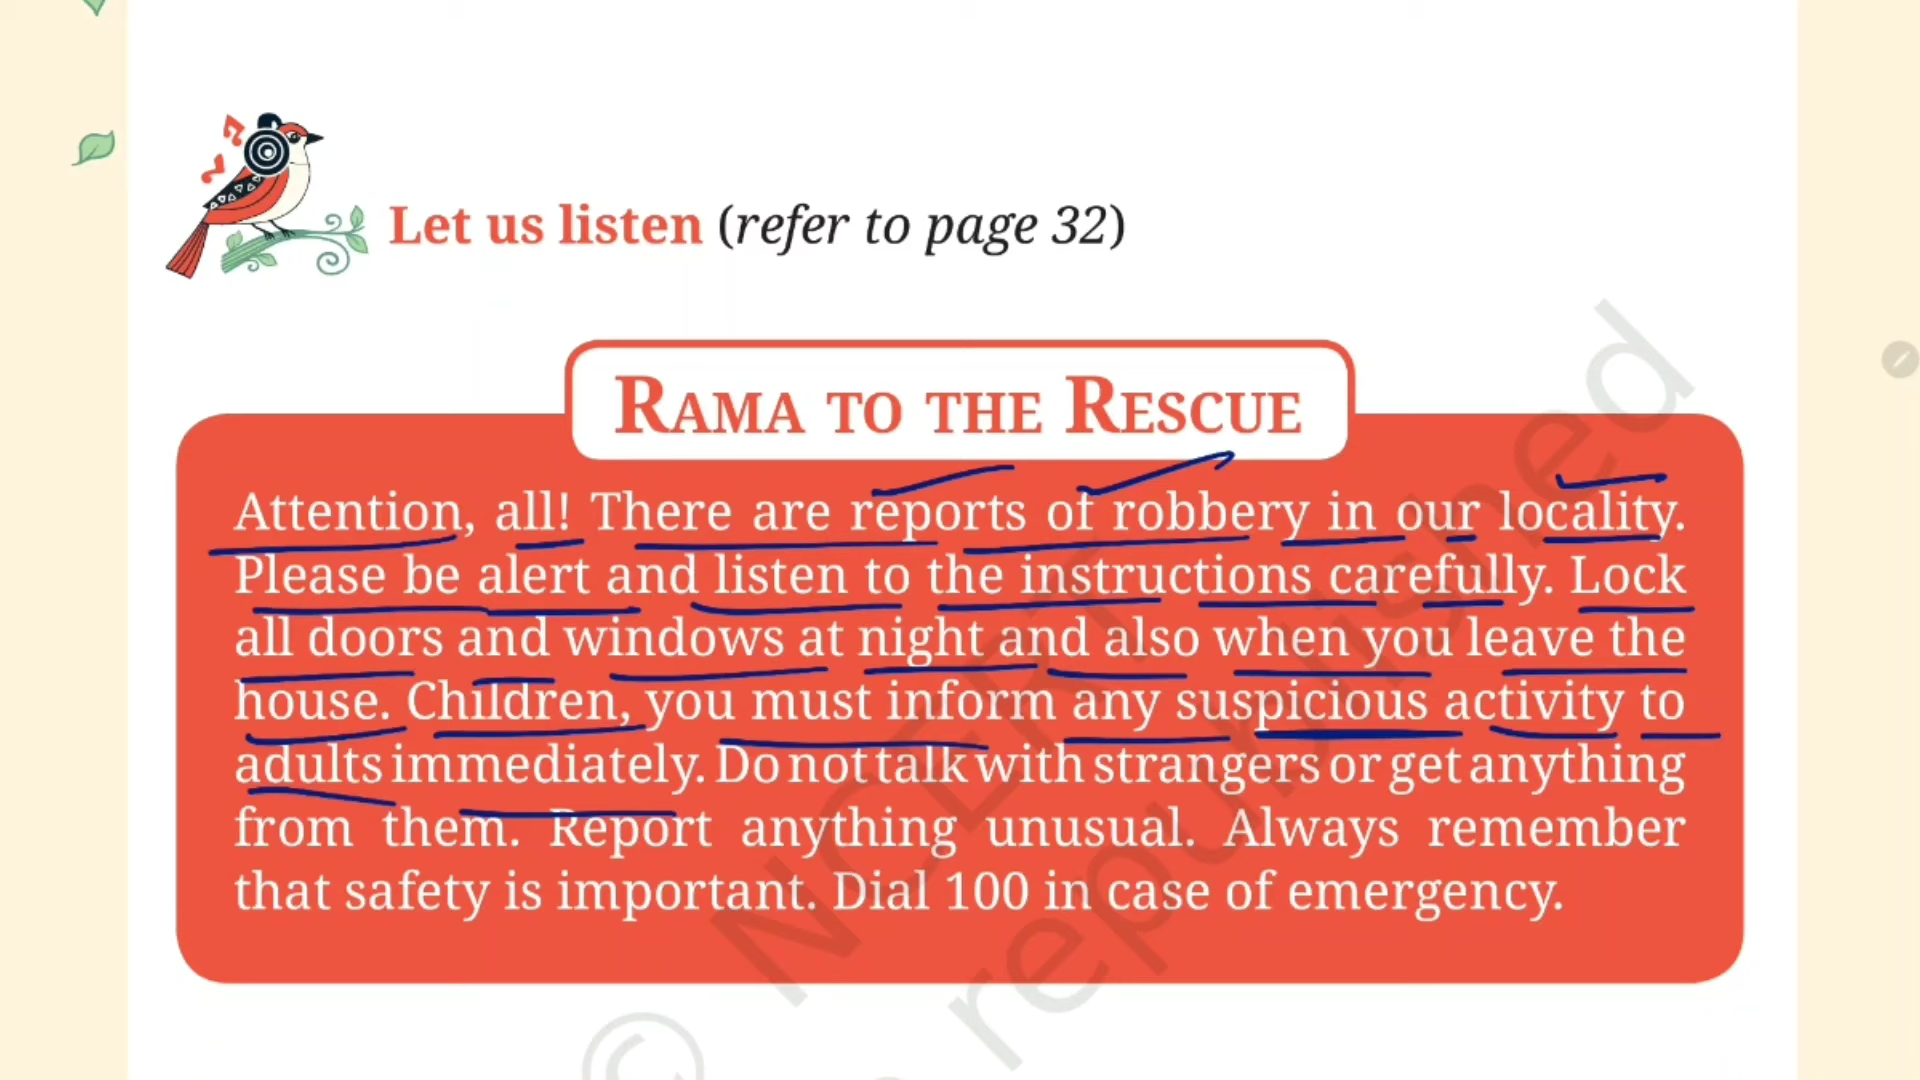 Let us listen (refer to page 32)
RAMA TO THE RESCUE
Attention, all! There are reports of robbery in our locality.
Please be alert and listen to the instructions carefully. Lock
all doors and windows at night and also when you leave the
house. Children, you must inform any suspicious activity to
adults immediately. Do not talk with strangers or get anything
from them. Report anything unusual. Always remember
that safety is important. Dial 100 in case of emergency.
© NCERT
republished